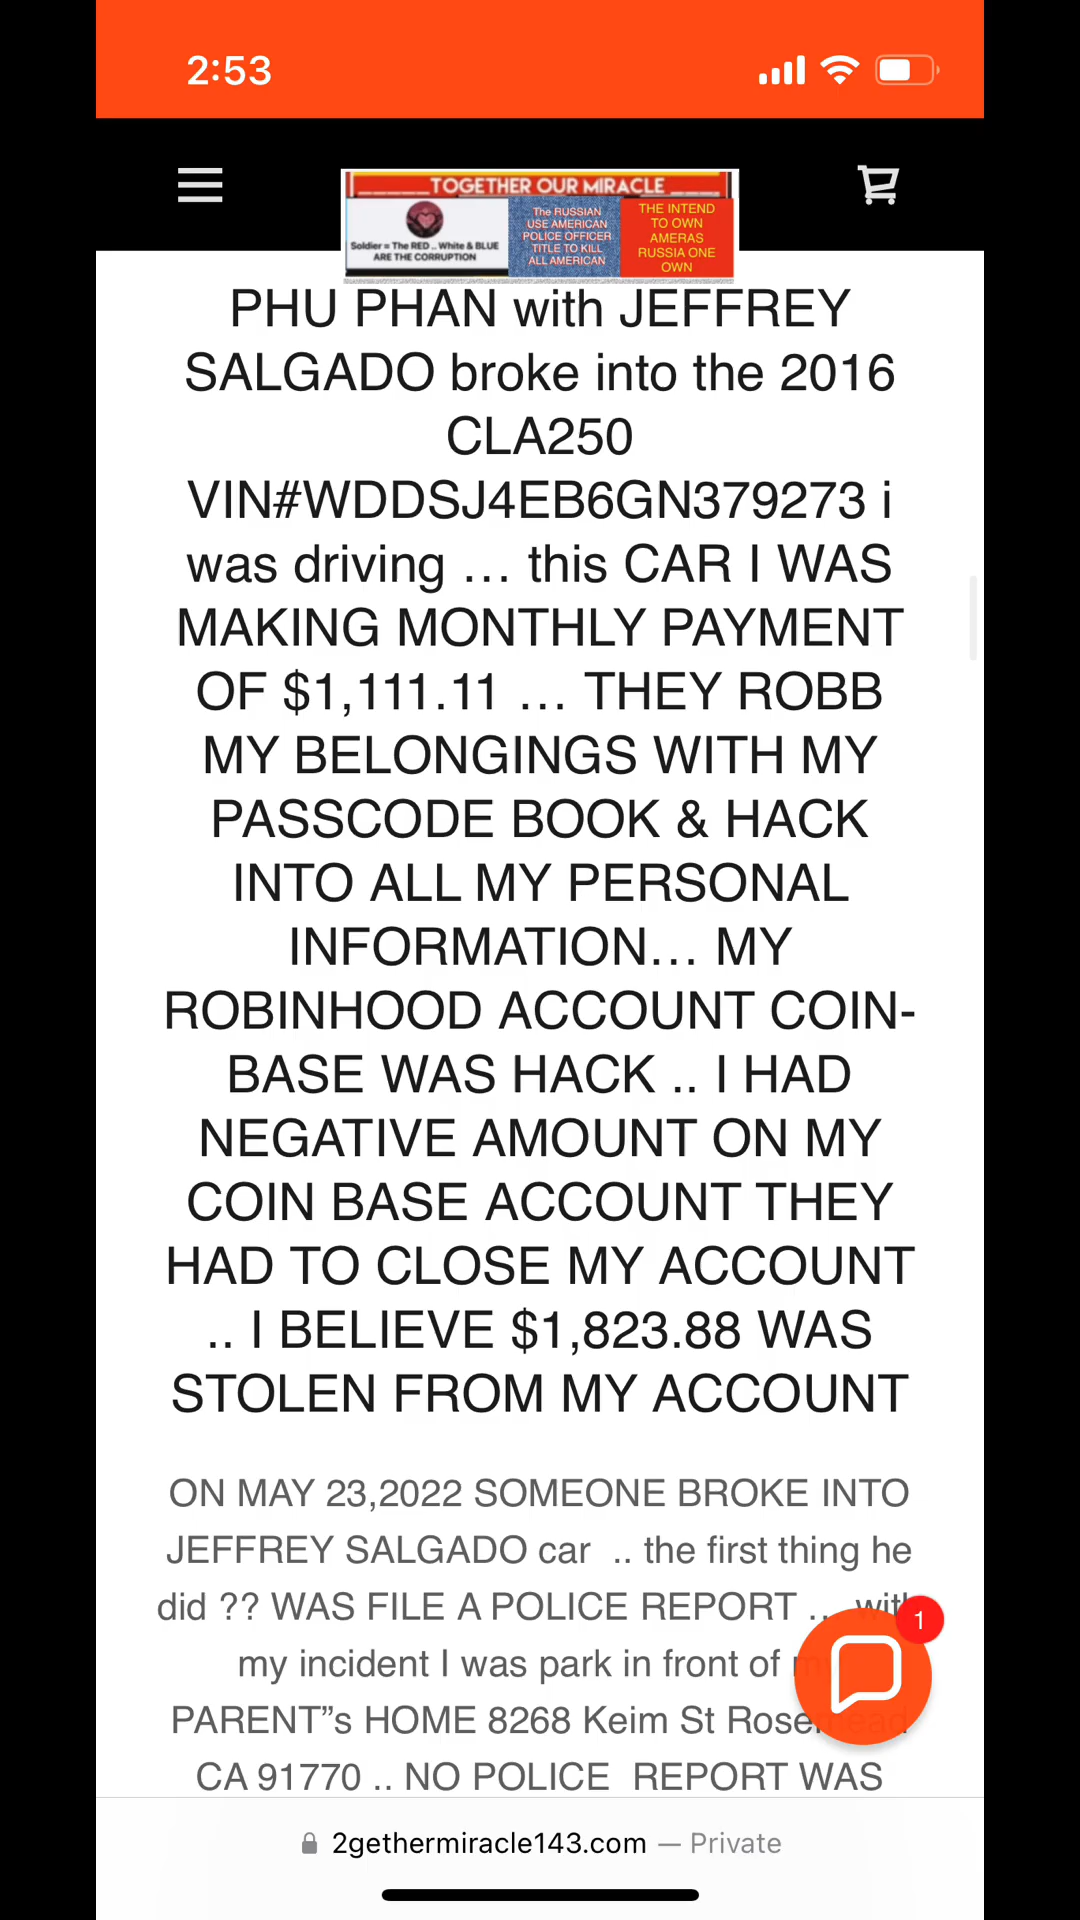 2:53
TOGETHER OUR MIRACLE
Soldier = The RED .. White & BLUE
ARE THE CORRUPTION
The RUSSIAN
USE AMERICAN
POLICE OFFICER
TITLE TO KILL
ALL AMERICAN
THE INTEND
TO OWN
AMERAS
RUSSIA ONE
OWN
PHU PHAN with JEFFREY
SALGADO broke into the 2016
CLA250
VIN#WDDSJ4EB6GN379273 i
was driving … this CAR I WAS
MAKING MONTHLY PAYMENT
OF $1,111.11 … THEY ROBB
MY BELONGINGS WITH MY
PASSCODE BOOK & HACK
INTO ALL MY PERSONAL
INFORMATION… MY
ROBINHOOD ACCOUNT COIN-
BASE WAS HACK .. I HAD
NEGATIVE AMOUNT ON MY
COIN BASE ACCOUNT THEY
HAD TO CLOSE MY ACCOUNT
.. I BELIEVE $1,823.88 WAS
STOLEN FROM MY ACCOUNT
ON MAY 23,2022 SOMEONE BROKE INTO
JEFFREY SALGADO car .. the first thing he
did ?? WAS FILE A POLICE REPORT .. with
1
my incident I was park in front of my
PARENT”s HOME 8268 Keim St Rosemead
CA 91770 .. NO POLICE REPORT WAS
2gethermiracle143.com — Private